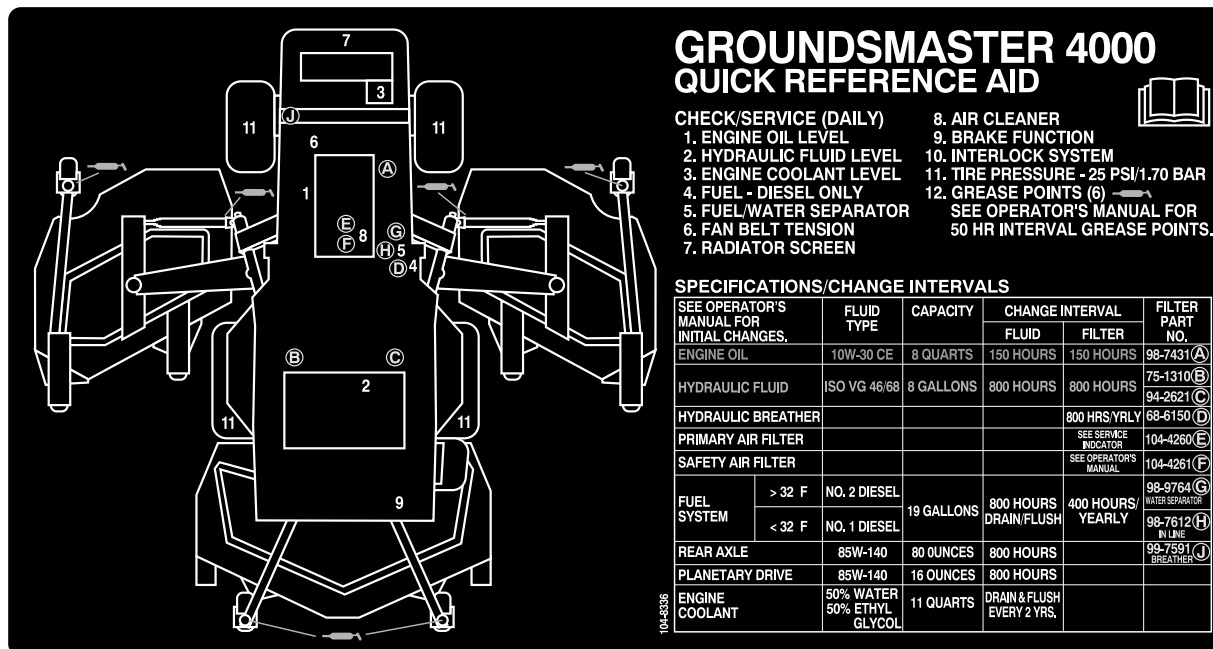 GROUNDSMASTER 4000
QUICK REFERENCE AID
CHECK/SERVICE (DAILY)
1. ENGINE OIL LEVEL
2. HYDRAULIC FLUID LEVEL
3. ENGINE COOLANT LEVEL
4. FUEL - DIESEL ONLY
5. FUEL/WATER SEPARATOR
6. FAN BELT TENSION
7. RADIATOR SCREEN
8. AIR CLEANER
9. BRAKE FUNCTION
10. INTERLOCK SYSTEM
11. TIRE PRESSURE - 25 PSI/1.70 BAR
12. GREASE POINTS (6)
SEE OPERATOR'S MANUAL FOR
50 HR INTERVAL GREASE POINTS.
7
3
J
11
11
6
A
1
E
G
F
8
H
5
D
4
B
C
2
11
11
9
SPECIFICATIONS/CHANGE INTERVALS
SEE OPERATOR'S MANUAL FOR INITIAL CHANGES. FLUID TYPE CAPACITY CHANGE INTERVAL FILTER PART NO.
FLUID FILTER
ENGINE OIL 10W-30 CE 8 QUARTS 150 HOURS 150 HOURS 98-7431 A
HYDRAULIC FLUID ISO VG 46/68 8 GALLONS 800 HOURS 800 HOURS 75-1310 B
94-2621 C
HYDRAULIC BREATHER 800 HRS/YRLY 68-6150 D
PRIMARY AIR FILTER SEE SERVICE INDCATOR 104-4260 E
SAFETY AIR FILTER SEE OPERATOR'S MANUAL 104-4261 F
FUEL SYSTEM > 32 F NO. 2 DIESEL 19 GALLONS 800 HOURS DRAIN/FLUSH 400 HOURS/ YEARLY 98-9764 G WATER SEPARATOR
< 32 F NO. 1 DIESEL 98-7612 H IN LINE
REAR AXLE 85W-140 80 OUNCES 800 HOURS 99-7591 J BREATHER
PLANETARY DRIVE 85W-140 16 OUNCES 800 HOURS
ENGINE COOLANT 50% WATER 50% ETHYL GLYCOL 11 QUARTS DRAIN & FLUSH EVERY 2 YRS.
104-8336